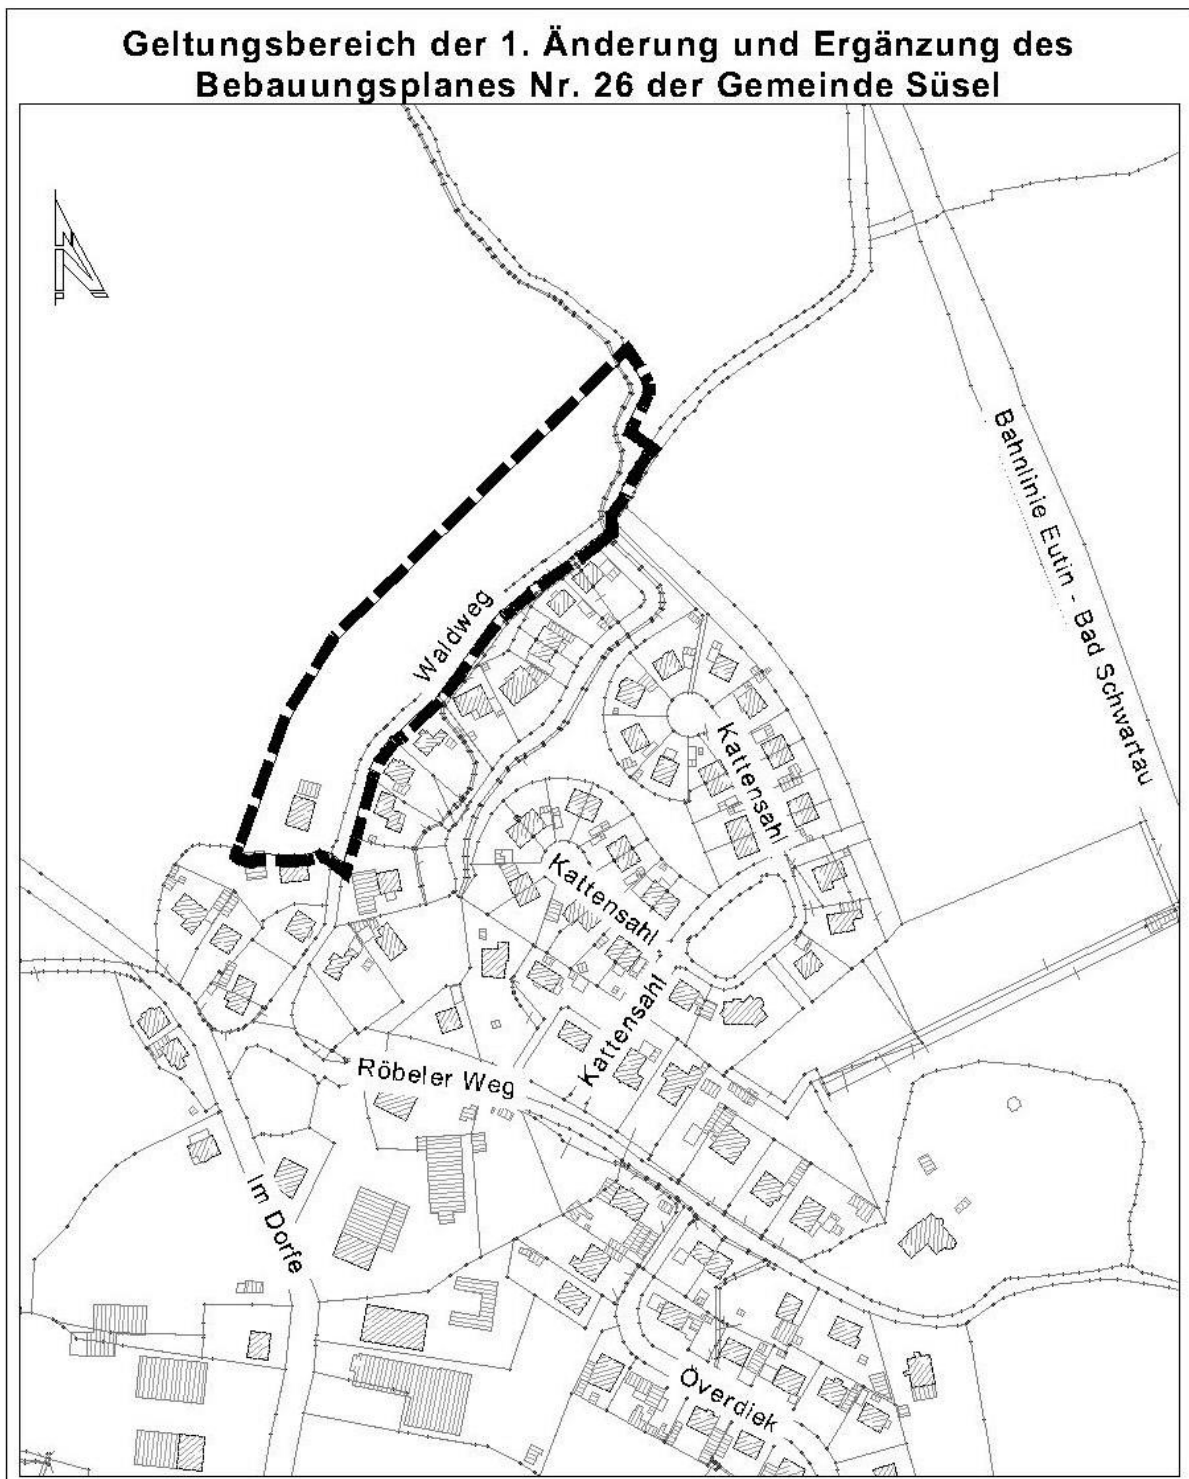 Geltungsbereich der 1. Änderung und Ergänzung des
Bebauungsplanes Nr. 26 der Gemeinde Süsel
N
Bahnlinie Eutin - Bad Schwartau
Waldweg
Kattensahl
Kattensahl
Kattensahl
Röbeler Weg
Im Dorfe
Överdiek